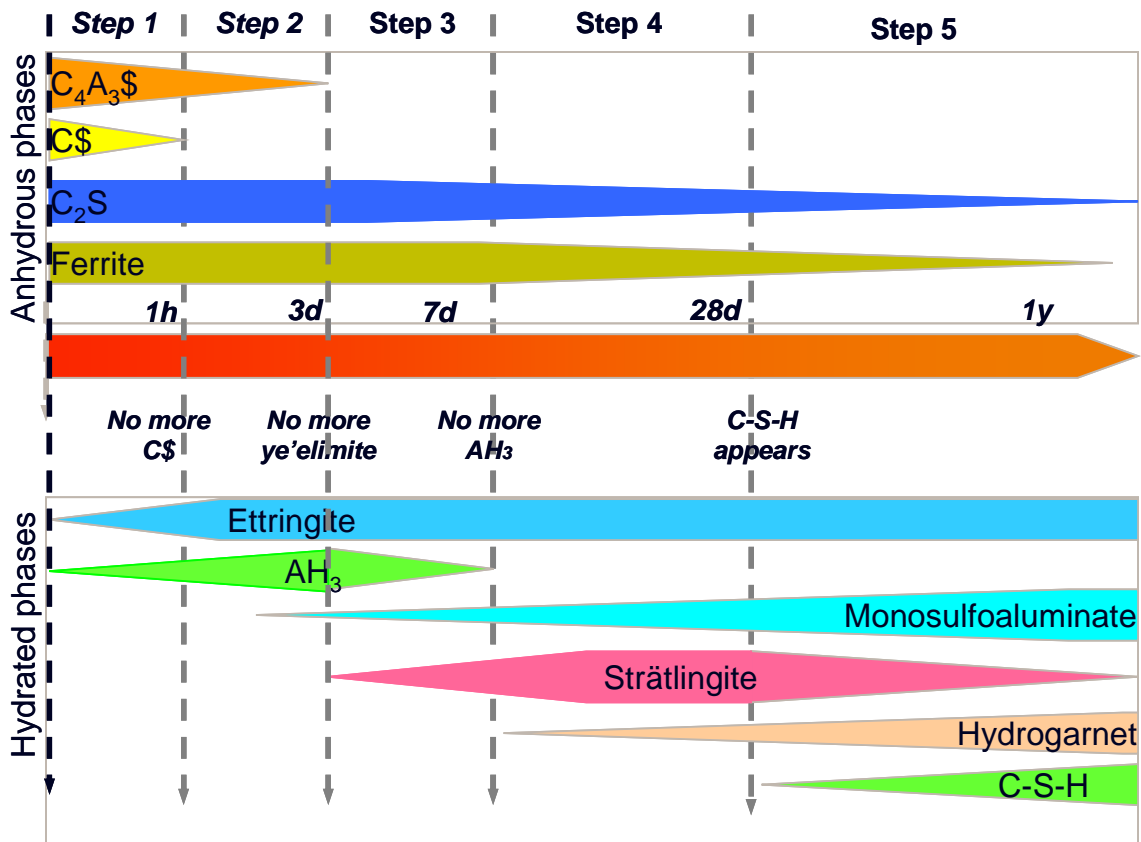 Step 1 Step 2 Step 3 Step 4 Step 5
Anhydrous phases
C₄A₃$
C$
C₂S
Ferrite
1h 3d 7d 28d 1y
No more C$
No more ye'elimite
No more AH₃
C-S-H appears
Hydrated phases
Ettringite
AH₃
Monosulfoaluminate
Strätlingite
Hydrogarnet
C-S-H